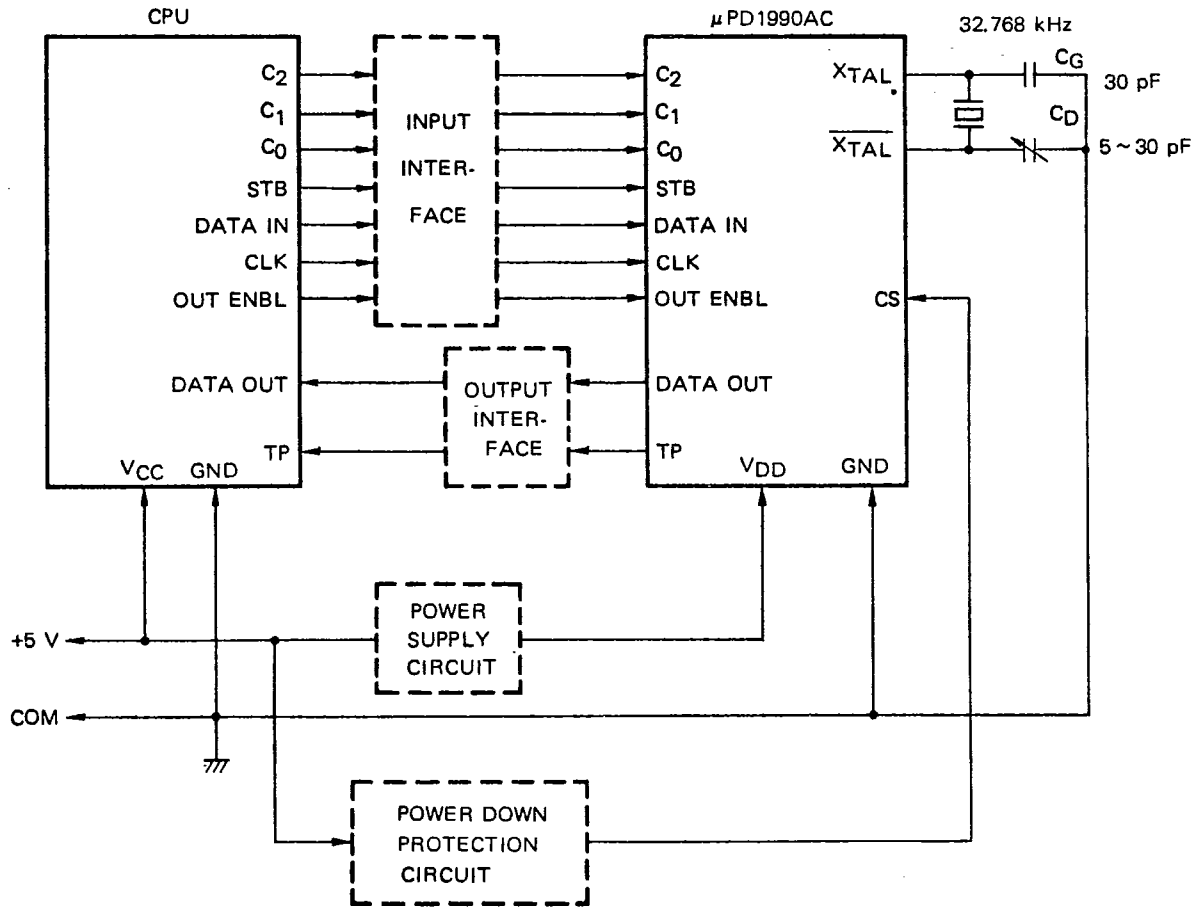 CPU
μPD1990AC
32.768 kHz
C2
C1
C0
STB
DATA IN
CLK
OUT ENBL
DATA OUT
TP
VCC
GND
INPUT
INTER-
FACE
OUTPUT
INTER-
FACE
C2
C1
C0
STB
DATA IN
CLK
OUT ENBL
DATA OUT
TP
VDD
GND
XTAL
X̅T̅A̅L̅
CS
CG
30 pF
CD
5~30 pF
+5 V
POWER
SUPPLY
CIRCUIT
COM
POWER DOWN
PROTECTION
CIRCUIT